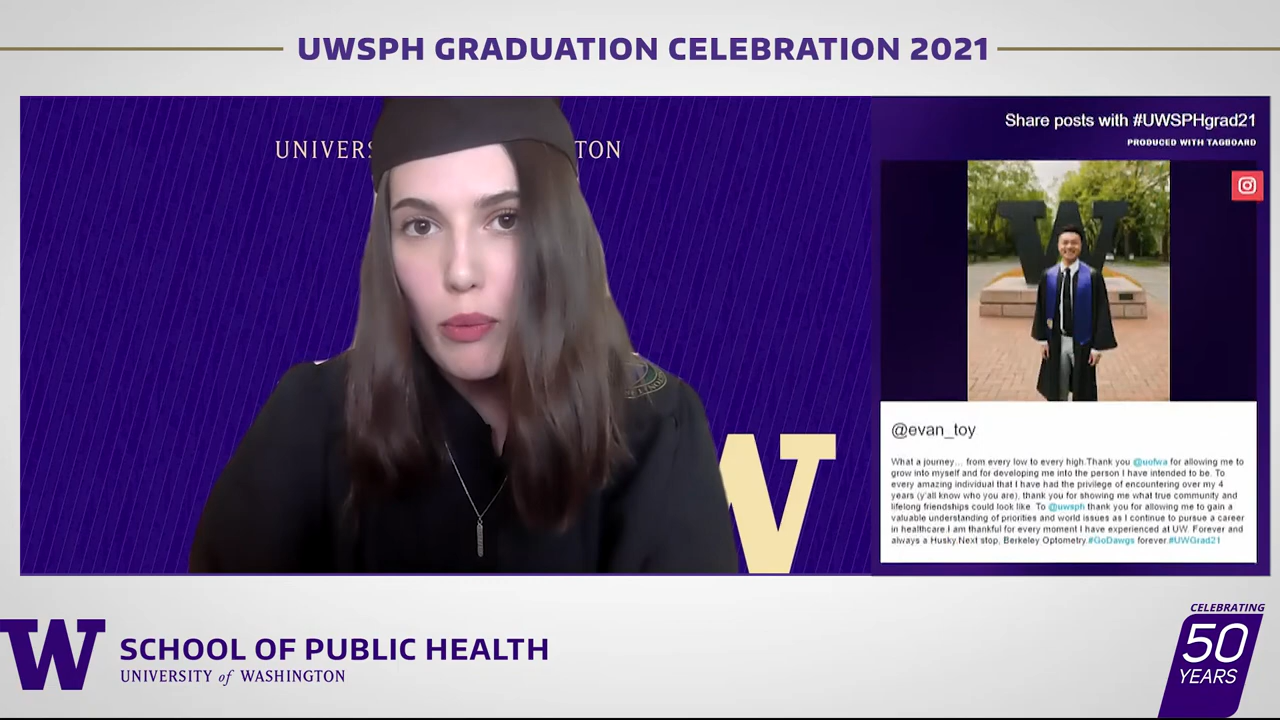 UWSPH GRADUATION CELEBRATION 2021
UNIVERS TON
W
Share posts with #UWSPHgrad21
PRODUCED WITH TAGBOARD
W
@evan_toy
What a journey... from every low to every high.Thank you @uofwa for allowing me to
grow into myself and for developing me into the person I have intended to be. To
every amazing individual that I have had the privilege of encountering over my 4
years (y'all know who you are), thank you for showing me what true community and
lifelong friendships could look like. To @uwsph thank you for allowing me to gain a
valuable understanding of priorities and world issues as I continue to pursue a career
in healthcare.I am thankful for every moment I have experienced at UW. Forever and
always a Husky.Next stop, Berkeley Optometry.#GoDawgs forever.#UWGrad21
W
SCHOOL OF PUBLIC HEALTH
UNIVERSITY of WASHINGTON
CELEBRATING
50
YEARS